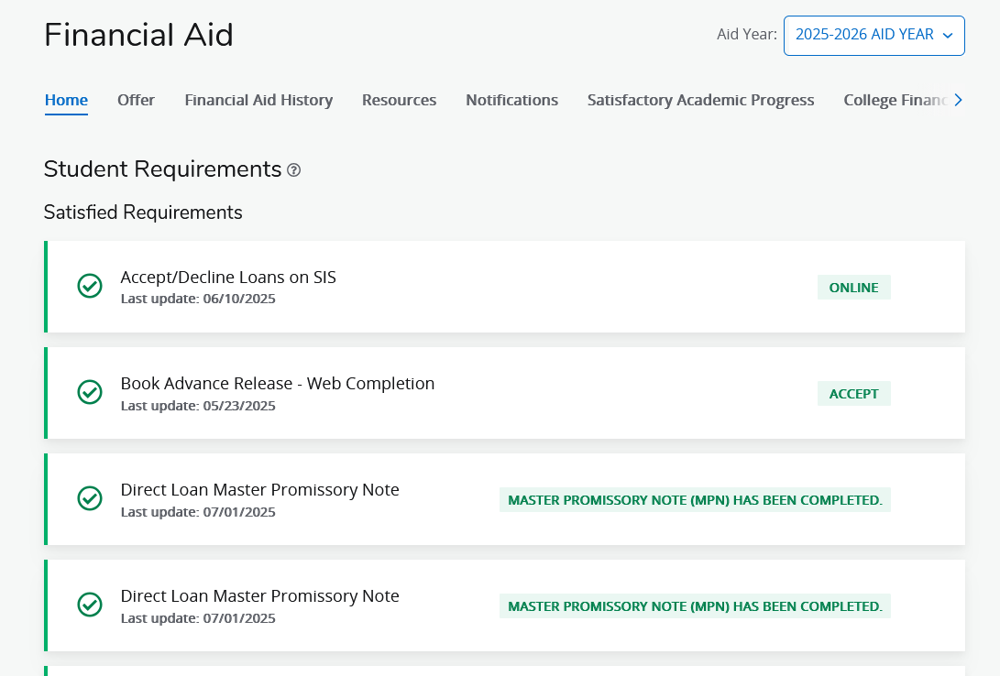 Financial Aid
Aid Year: 2025-2026 AID YEAR
Home Offer Financial Aid History Resources Notifications Satisfactory Academic Progress College Financ
Student Requirements
Satisfied Requirements
Accept/Decline Loans on SIS
Last update: 06/10/2025
ONLINE
Book Advance Release - Web Completion
Last update: 05/23/2025
ACCEPT
Direct Loan Master Promissory Note
Last update: 07/01/2025
MASTER PROMISSORY NOTE (MPN) HAS BEEN COMPLETED.
Direct Loan Master Promissory Note
Last update: 07/01/2025
MASTER PROMISSORY NOTE (MPN) HAS BEEN COMPLETED.